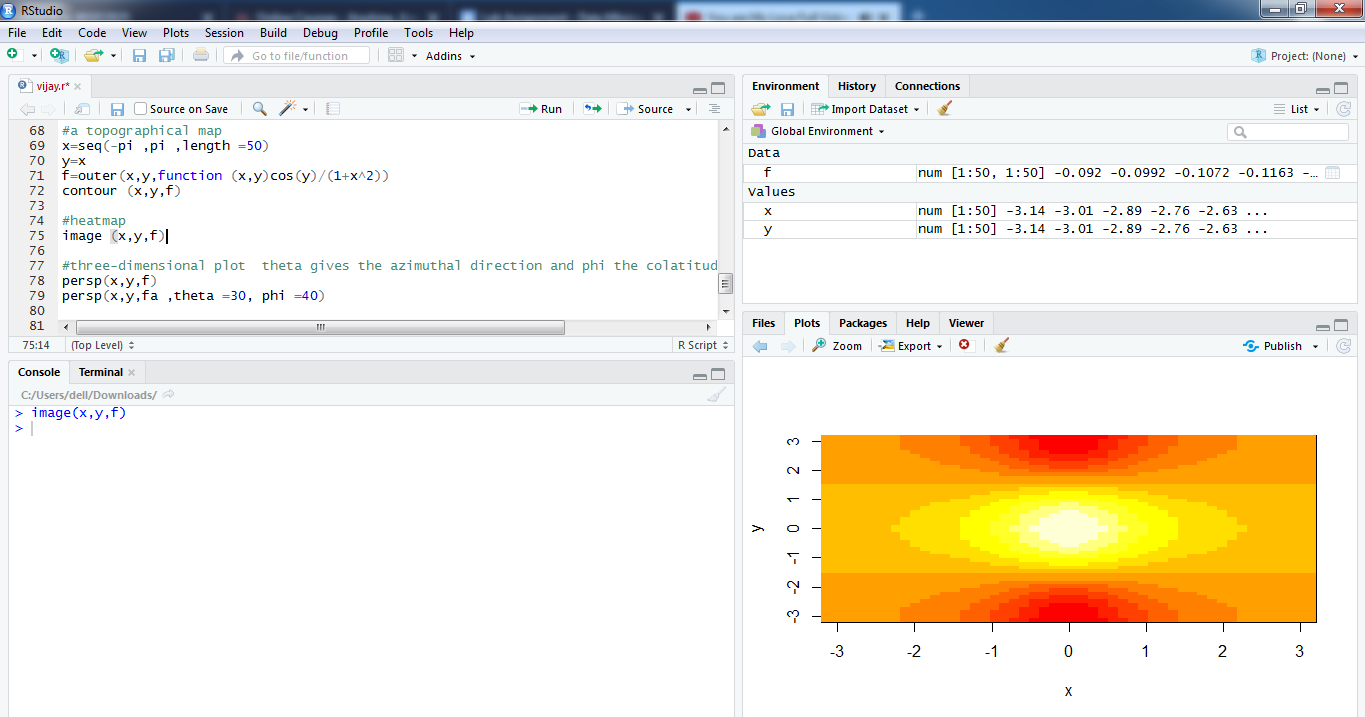 RStudio
File Edit Code View Plots Session Build Debug Profile Tools Help
Go to file/function Addins Project: (None)
vijay.r*
Source on Save Run Source
68 #a topographical map
69 x=seq(-pi ,pi ,length =50)
70 y=x
71 f=outer(x,y,function (x,y)cos(y)/(1+x^2))
72 contour (x,y,f)
73
74 #heatmap
75 image (x,y,f)
76
77 #three-dimensional plot  theta gives the azimuthal direction and phi the colatitud
78 persp(x,y,f)
79 persp(x,y,fa ,theta =30, phi =40)
80
81
75:14 (Top Level) R Script
Console Terminal
C:/Users/dell/Downloads/
> image(x,y,f)
>
Environment History Connections
Import Dataset List
Global Environment
Data
f num [1:50, 1:50] -0.092 -0.0992 -0.1072 -0.1163 -…
Values
x num [1:50] -3.14 -3.01 -2.89 -2.76 -2.63 ...
y num [1:50] -3.14 -3.01 -2.89 -2.76 -2.63 ...
Files Plots Packages Help Viewer
Zoom Export Publish
3
2
1
0
-1
-2
-3
y
-3 -2 -1 0 1 2 3
x